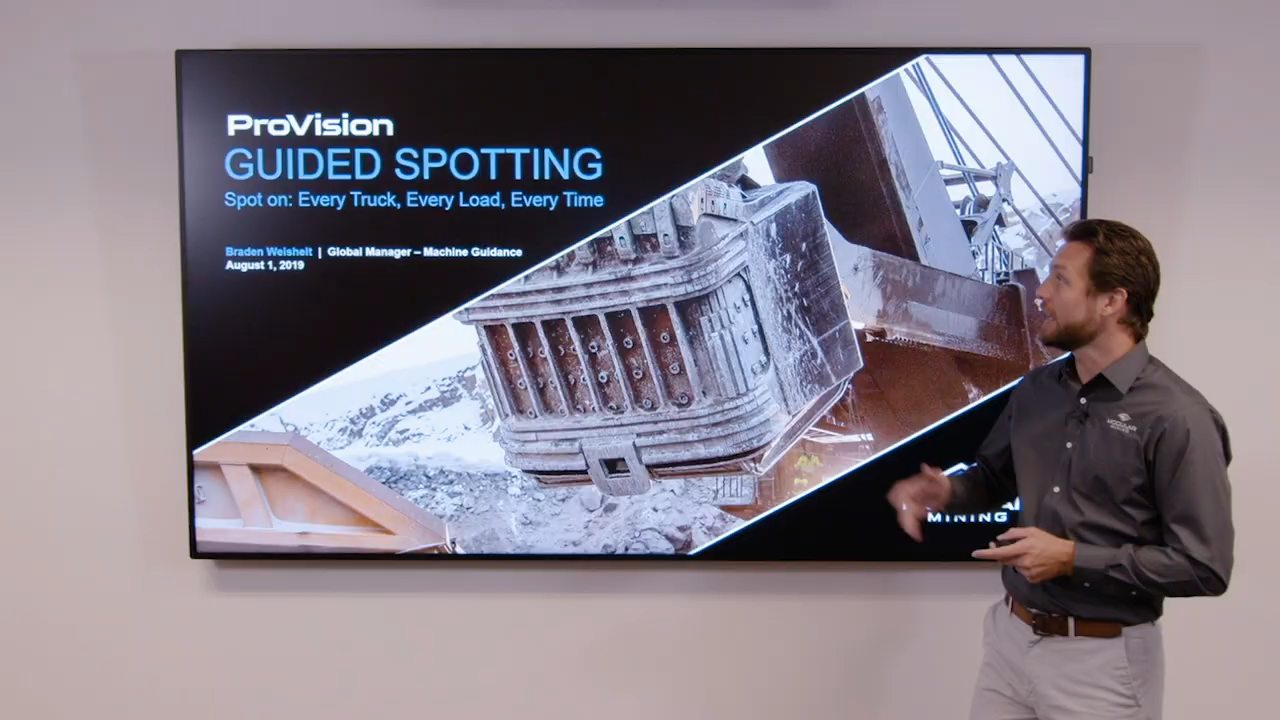 ProVision
GUIDED SPOTTING
Spot on: Every Truck, Every Load, Every Time
Braden Weisheit | Global Manager – Machine Guidance
August 1, 2019
MODULAR
MINING